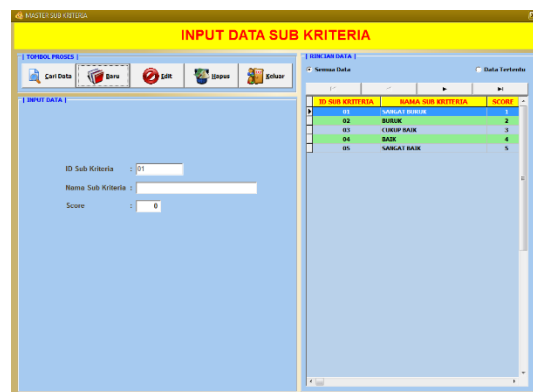 MASTER SUB KRITERIA
INPUT DATA SUB KRITERIA
[ TOMBOL PROSES ]
Cari Data
Baru
Edit
Hapus
Keluar
[ INPUT DATA ]
ID Sub Kriteria : 01
Nama Sub Kriteria :
Score : 0
[ RINCIAN DATA ]
Semua Data Data Tertentu
ID SUB KRITERIA NAMA SUB KRITERIA SCORE
01 SANGAT BURUK 1
02 BURUK 2
03 CUKUP BAIK 3
04 BAIK 4
05 SANGAT BAIK 5